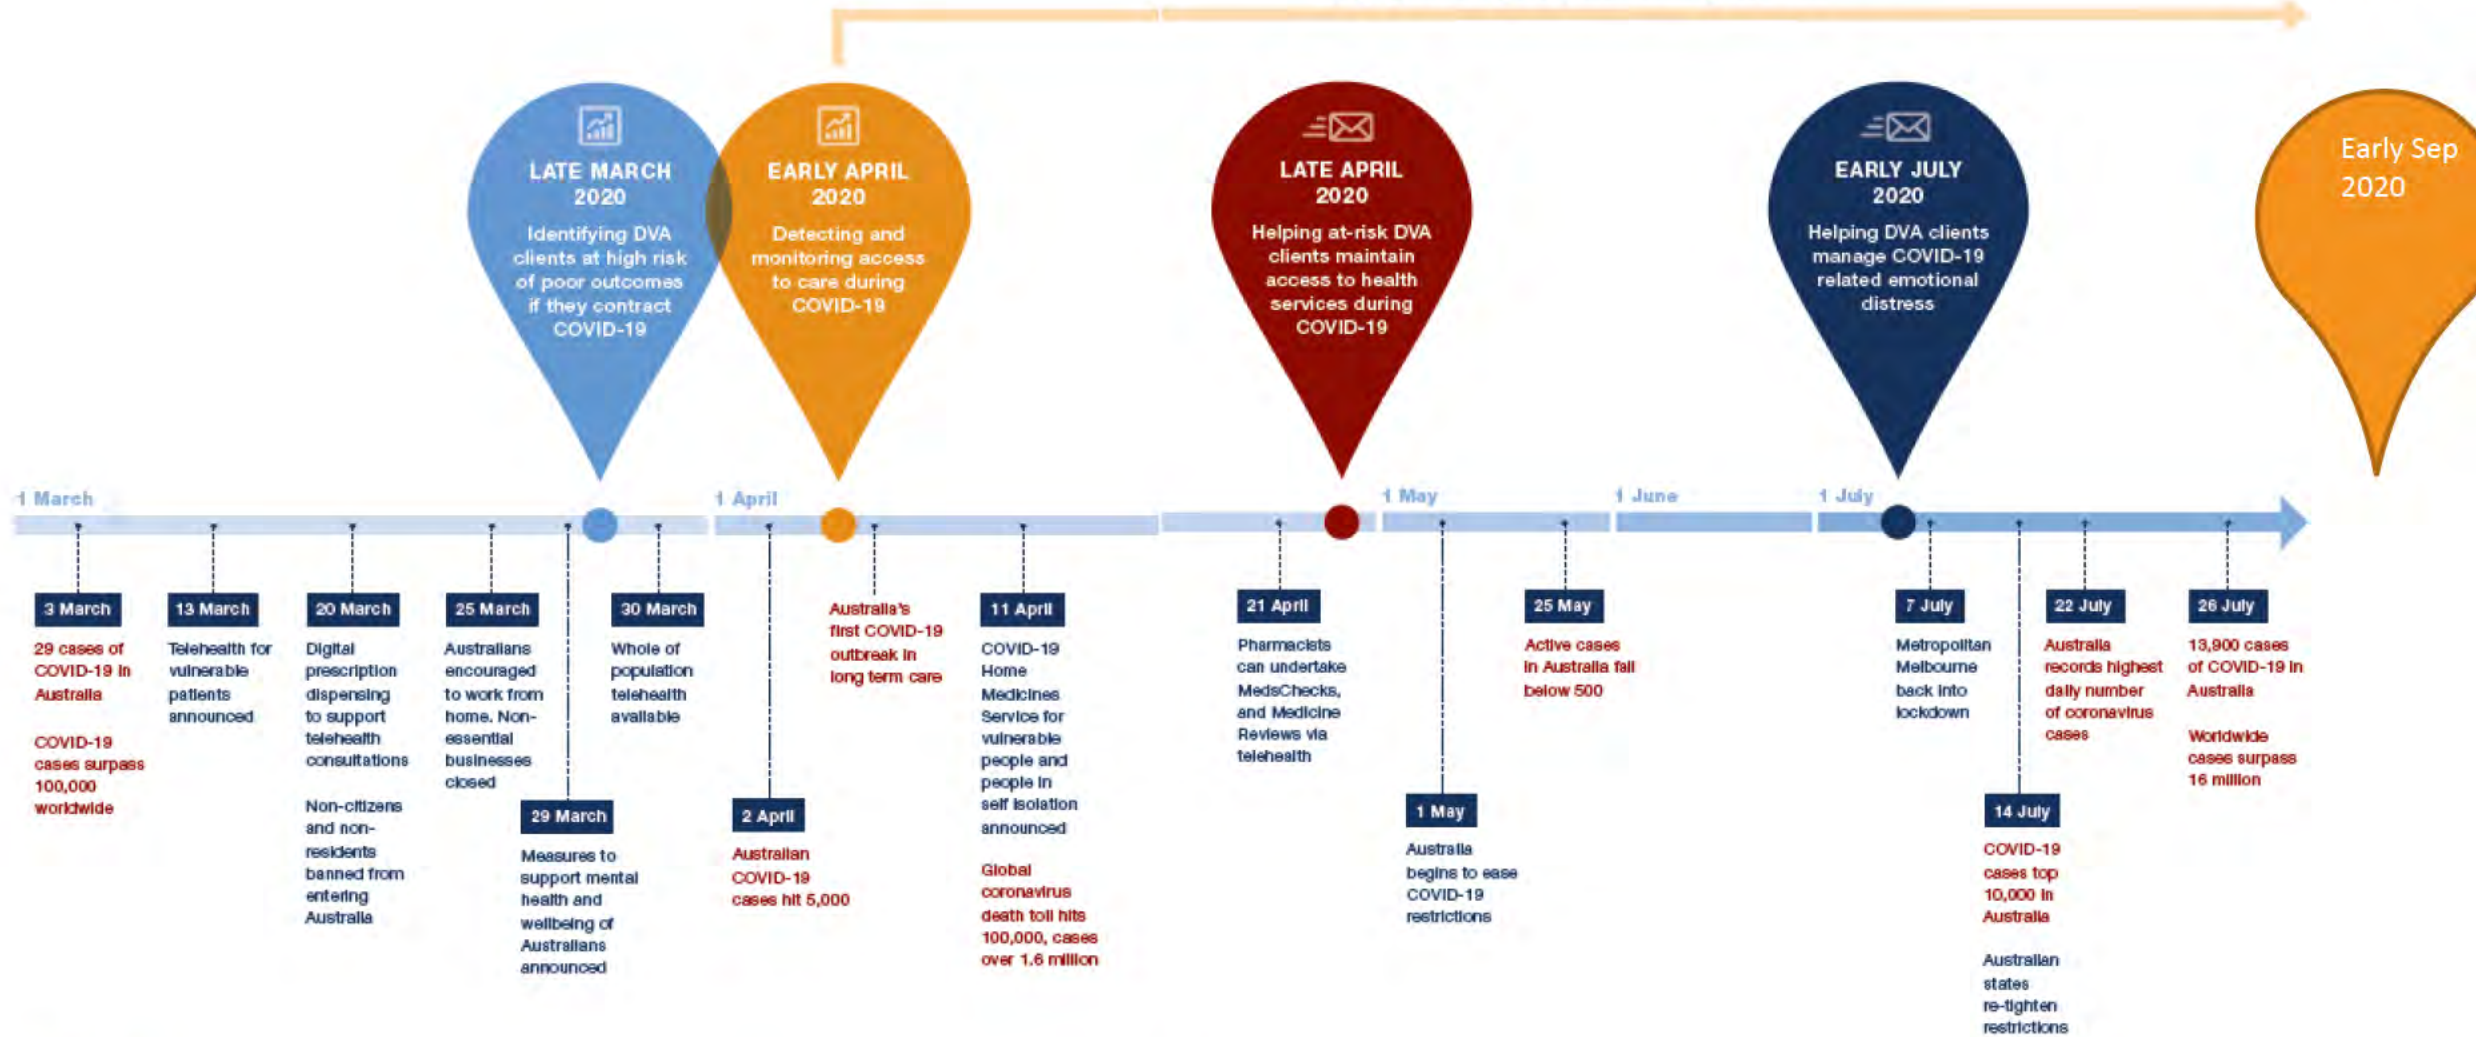 LATE MARCH
2020
Identifying DVA
clients at high risk
of poor outcomes
if they contract
COVID-19
EARLY APRIL
2020
Detecting and
monitoring access
to care during
COVID-19
LATE APRIL
2020
Helping at-risk DVA
clients maintain
access to health
services during
COVID-19
EARLY JULY
2020
Helping DVA clients
manage COVID-19
related emotional
distress
Early Sep
2020
1 March
1 April
1 May
1 June
1 July
3 March
29 cases of
COVID-19 in
Australia
COVID-19
cases surpass
100,000
worldwide
13 March
Telehealth for
vulnerable
patients
announced
20 March
Digital
prescription
dispensing
to support
telehealth
consultations
Non-citizens
and non-
residents
banned from
entering
Australia
25 March
Australians
encouraged
to work from
home. Non-
essential
businesses
closed
29 March
Measures to
support mental
health and
wellbeing of
Australians
announced
30 March
Whole of
population
telehealth
available
2 April
Australian
COVID-19
cases hit 5,000
Australia's
first COVID-19
outbreak in
long term care
11 April
COVID-19
Home
Medicines
Service for
vulnerable
people and
people in
self isolation
announced
Global
coronavirus
death toll hits
100,000, cases
over 1.6 million
21 April
Pharmacists
can undertake
MedsChecks,
and Medicine
Reviews via
telehealth
1 May
Australia
begins to ease
COVID-19
restrictions
25 May
Active cases
in Australia fall
below 500
7 July
Metropolitan
Melbourne
back into
lockdown
14 July
COVID-19
cases top
10,000 in
Australia
Australian
states
re-tighten
restrictions
22 July
Australia
records highest
daily number
of coronavirus
cases
26 July
13,900 cases
of COVID-19 in
Australia
Worldwide
cases surpass
16 million